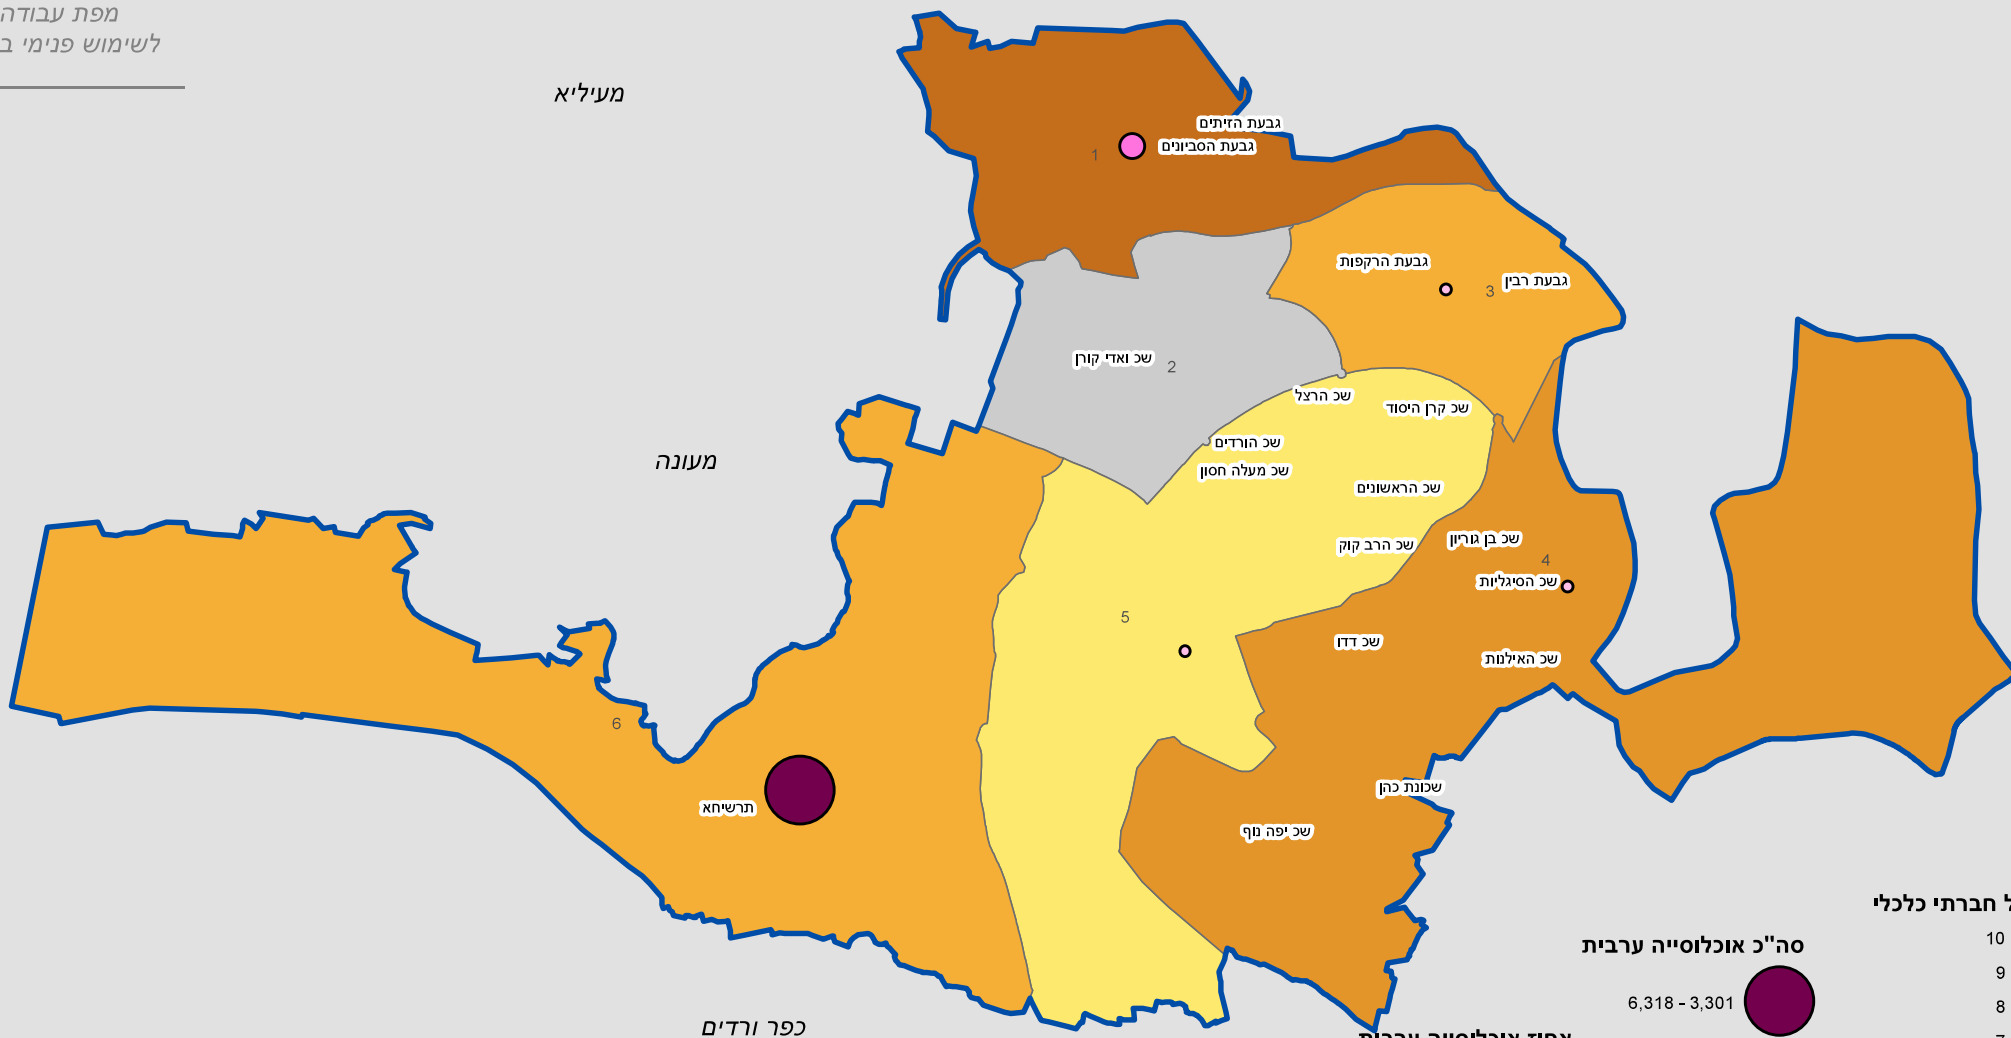 מפת עבודה
לשימוש פנימי ב
מעיליא
גבעת הזיתים
גבעת הסביונים
1
גבעת הרקפות
גבעת רבין
3
שכ ואדי קורן
2
שכ הרצל
שכ קרן היסוד
שכ הורדים
שכ מעלה חסון
מעונה
שכ הראשונים
שכ בן גוריון
שכ הרב קוק
4
שכ הסיגליות
5
שכ דדו
שכ האילנות
6
שכונת כהן
תרשיחא
שכ יפה נוף
ל חברתי כלכלי
10
סה"כ אוכלוסייה ערבית
9
6,318 - 3,301
8
כפר ורדים
אחוז אוכלוסייה ערבית